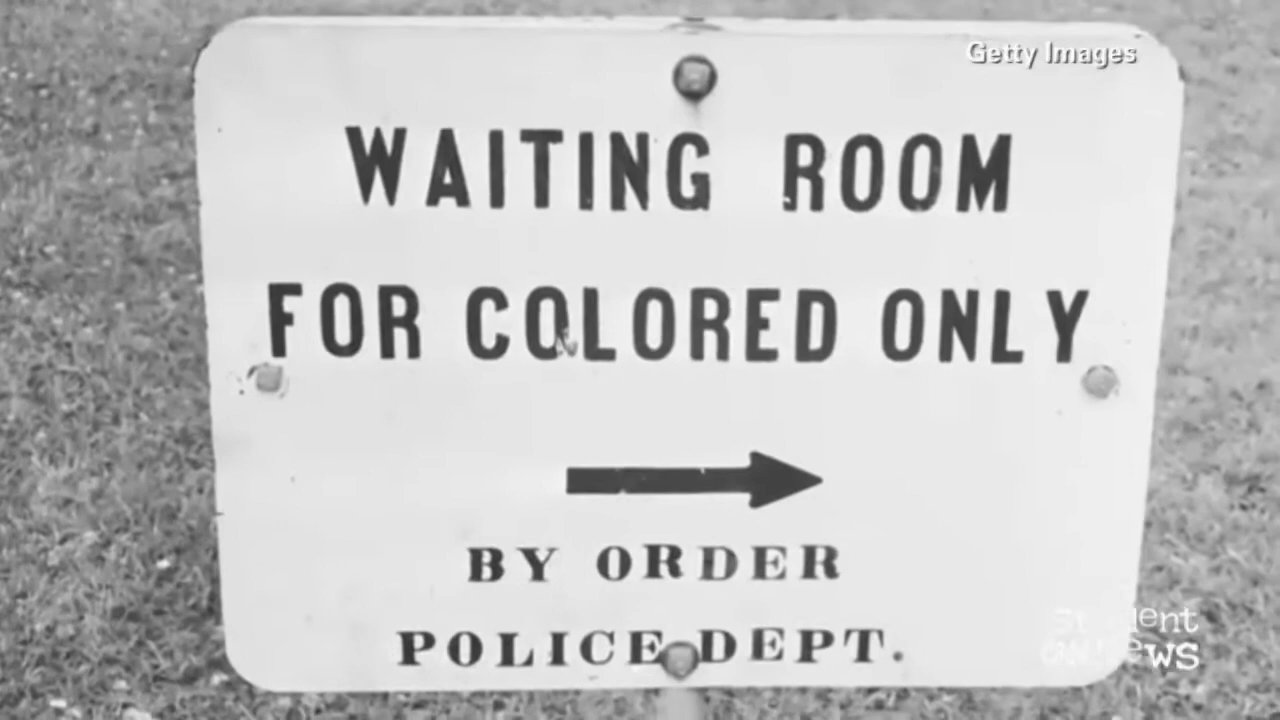 Getty Images
WAITING ROOM
FOR COLORED ONLY
BY ORDER
POLICE DEPT.